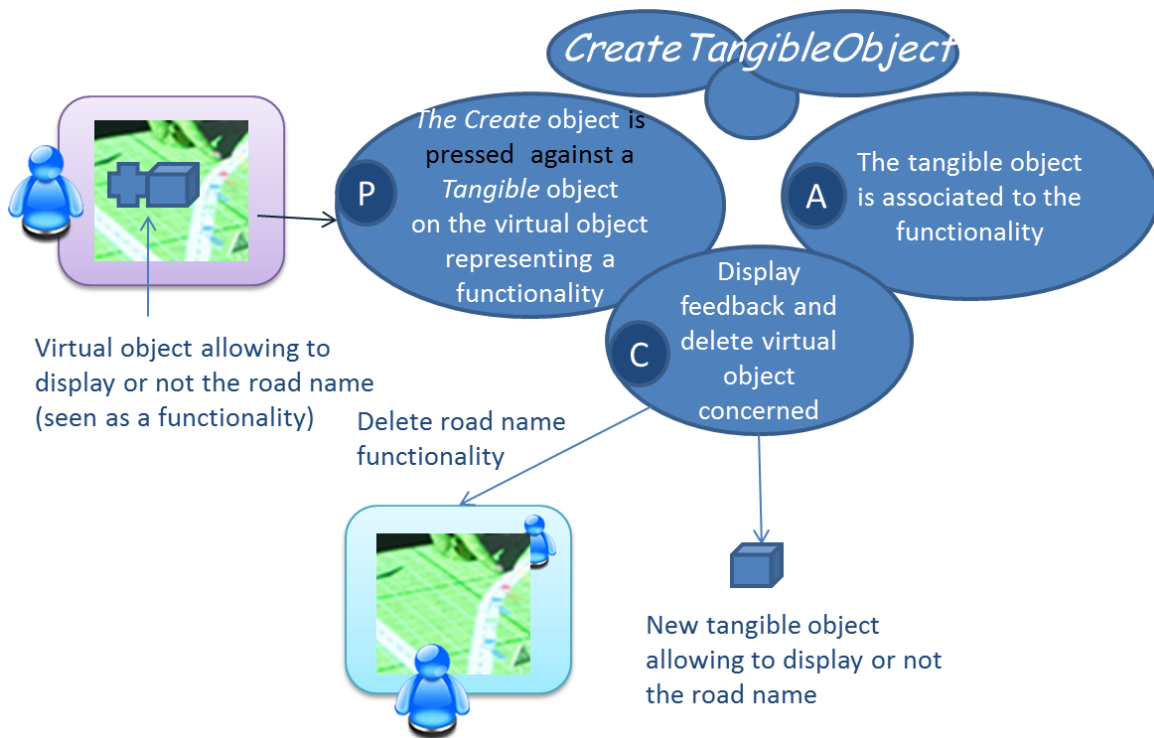 CreateTangibleObject
The Create object is
pressed against a
Tangible object
on the virtual object
representing a
functionality
P
A
The tangible object
is associated to the
functionality
Display
feedback and
delete virtual
object
concerned
C
Virtual object allowing to
display or not the road name
(seen as a functionality)
Delete road name
functionality
New tangible object
allowing to display or not
the road name